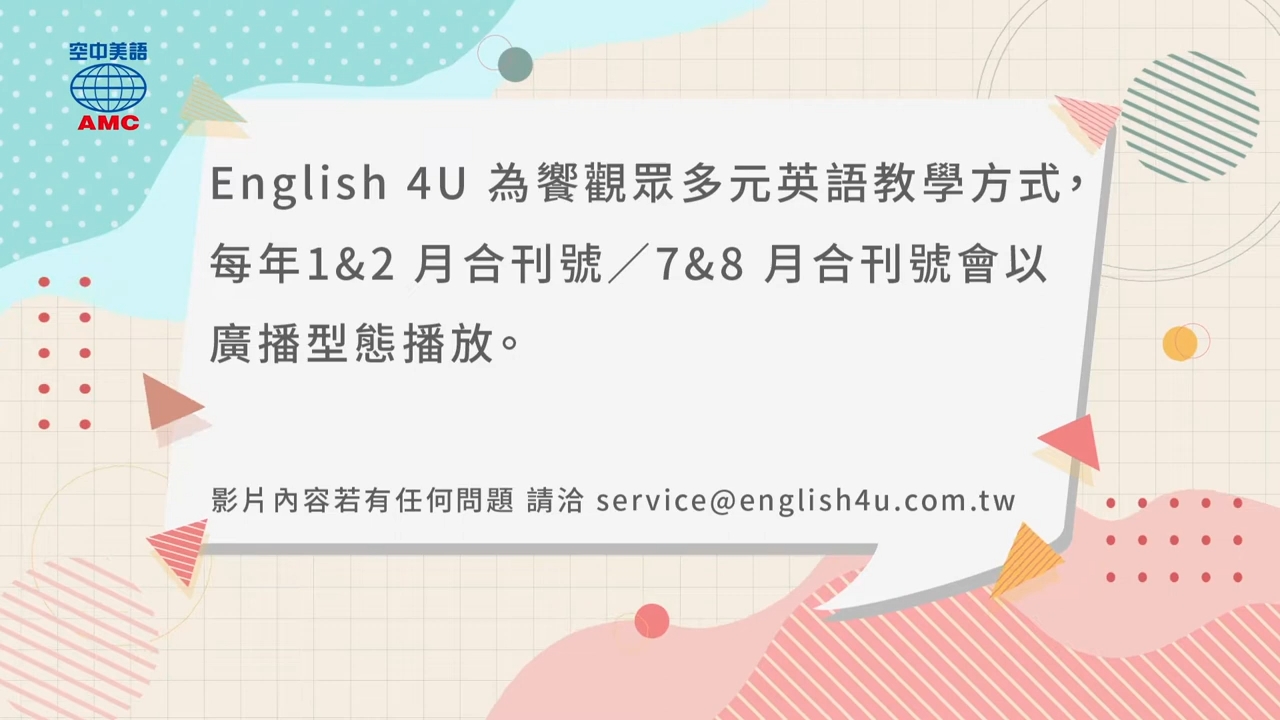 空中美語
AMC
English 4U 為饗觀眾多元英語教學方式，
每年1&2 月合刊號／7&8 月合刊號會以
廣播型態播放。
影片內容若有任何問題 請洽 service@english4u.com.tw